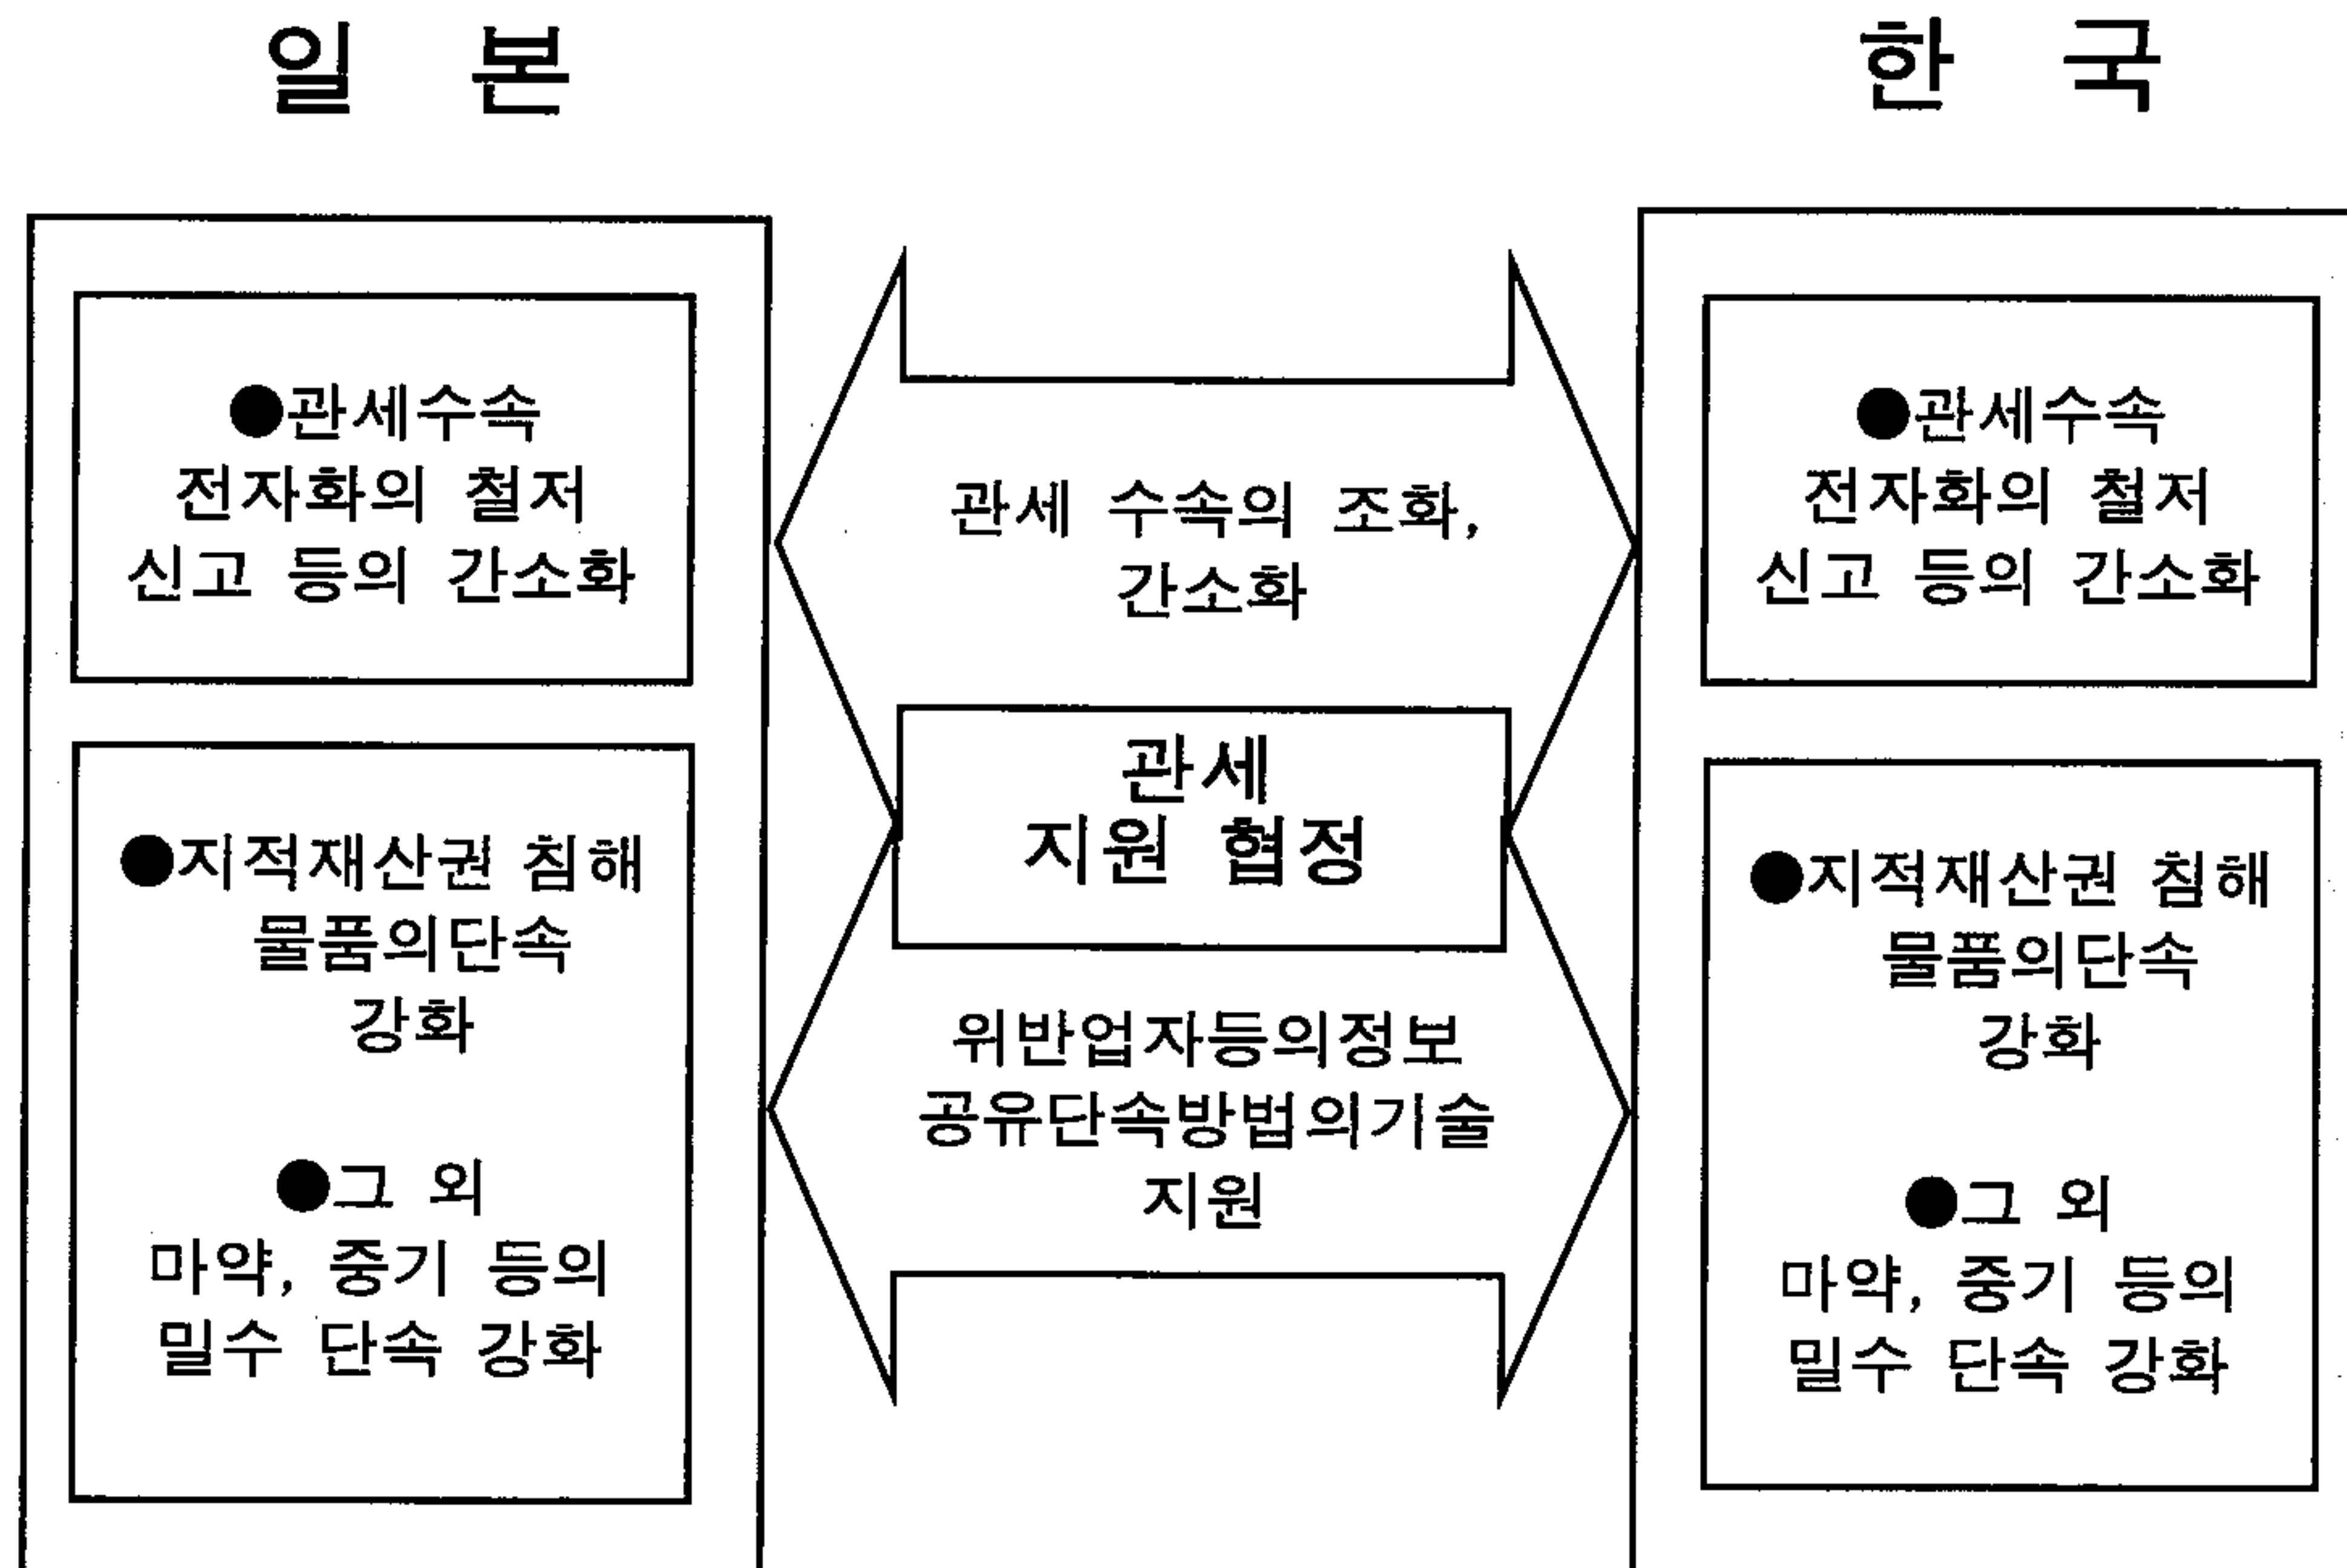 일 본
한 국
●관세수속
전자화의 철저
신고 등의 간소화
●지적재산권 침해
물품의단속
강화
●그 외
마약, 중기 등의
밀수 단속 강화
관세 수속의 조화,
간소화
관세
지원 협정
위반업자등의정보
공유단속방법의기술
지원
●관세수속
전자화의 철저
신고 등의 간소화
●지적재산권 침해
물품의단속
강화
●그 외
마약, 중기 등의
밀수 단속 강화